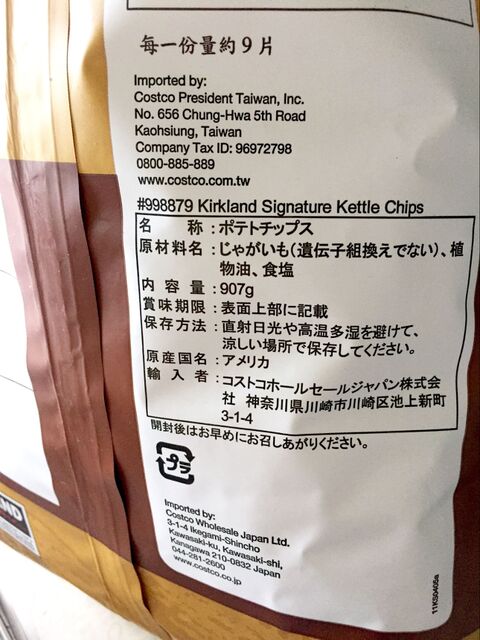 每一份量約9片
Imported by:
Costco President Taiwan, Inc.
No. 656 Chung-Hwa 5th Road
Kaohsiung, Taiwan
Company Tax ID: 96972798
0800-885-889
www.costco.com.tw
#998879 Kirkland Signature Kettle Chips
名 称:ポテトチップス
原材料名:じゃがいも(遺伝子組換えでない)、植
物油、食塩
内 容 量:907g
賞味期限:表面上部に記載
保存方法:直射日光や高温多湿を避けて、
涼しい場所で保存してください。
原産国名:アメリカ
輸 入 者:コストコホールセールジャパン株式会
社 神奈川県川崎市川崎区池上新町
3-1-4
開封後はお早めにお召しあがりください。
プラ
Imported by:
Costco Wholesale Japan Ltd.
3-1-4 Ikegami-Shincho
Kawasaki-ku, Kawasaki-shi,
Kanagawa 210-0832 Japan
044-281-2600
www.costco.co.jp
11KS0405a